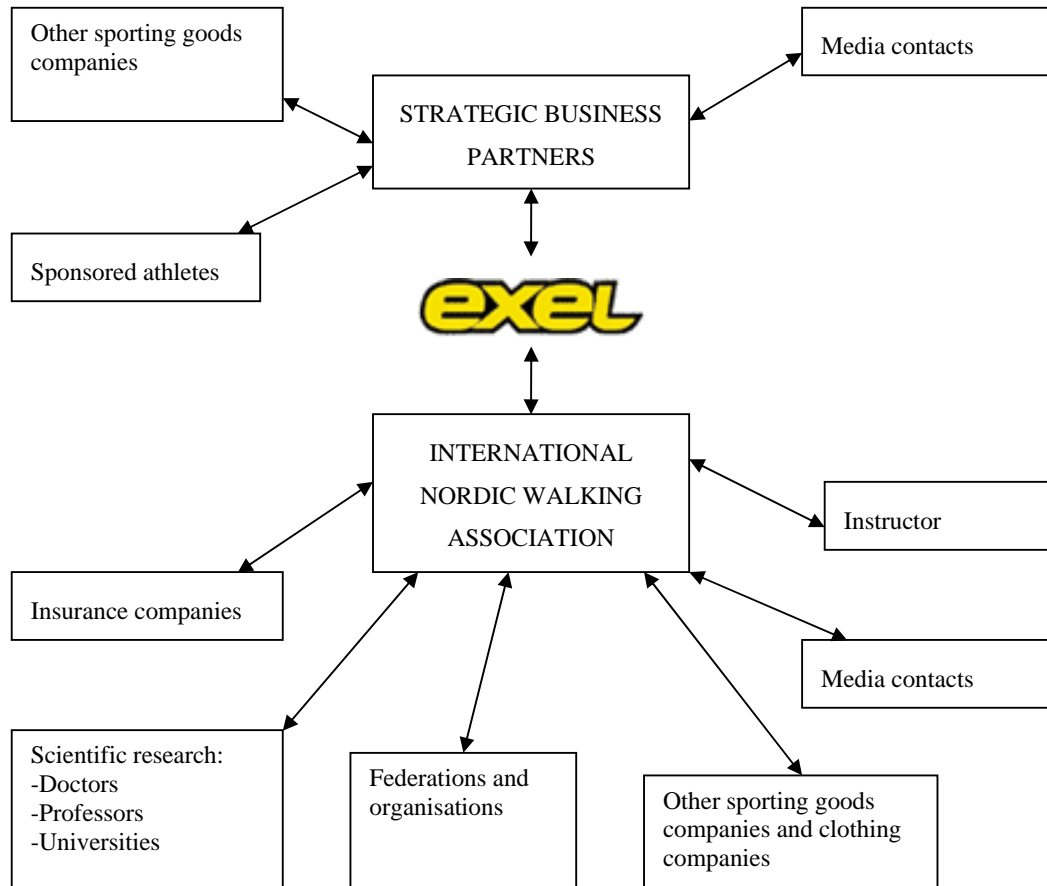 Other sporting goods
companies
Media contacts
STRATEGIC BUSINESS
PARTNERS
Sponsored athletes
exel
INTERNATIONAL
NORDIC WALKING
ASSOCIATION
Instructor
Insurance companies
Media contacts
Scientific research:
-Doctors
-Professors
-Universities
Federations and
organisations
Other sporting goods
companies and clothing
companies